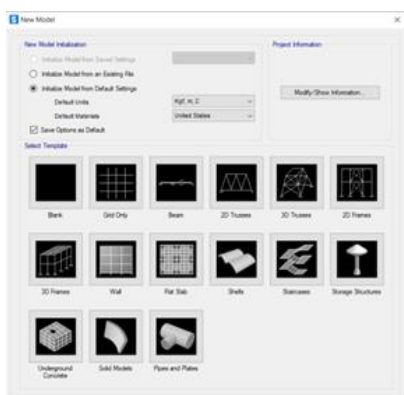 New Model
New Model Initialization
Project Information
Initialize Model from Saved Settings
Initialize Model from an Existing File
Initialize Model from Default Settings
Default Units
Kgf, m, C
Default Materials
United States
Save Options as Default
Modify/Show Information...
Select Template
Blank
Grid Only
Beam
2D Trusses
3D Trusses
2D Frames
3D Frames
Wall
Flat Slab
Shells
Staircases
Storage Structures
Underground
Concrete
Solid Models
Pipes and Plates